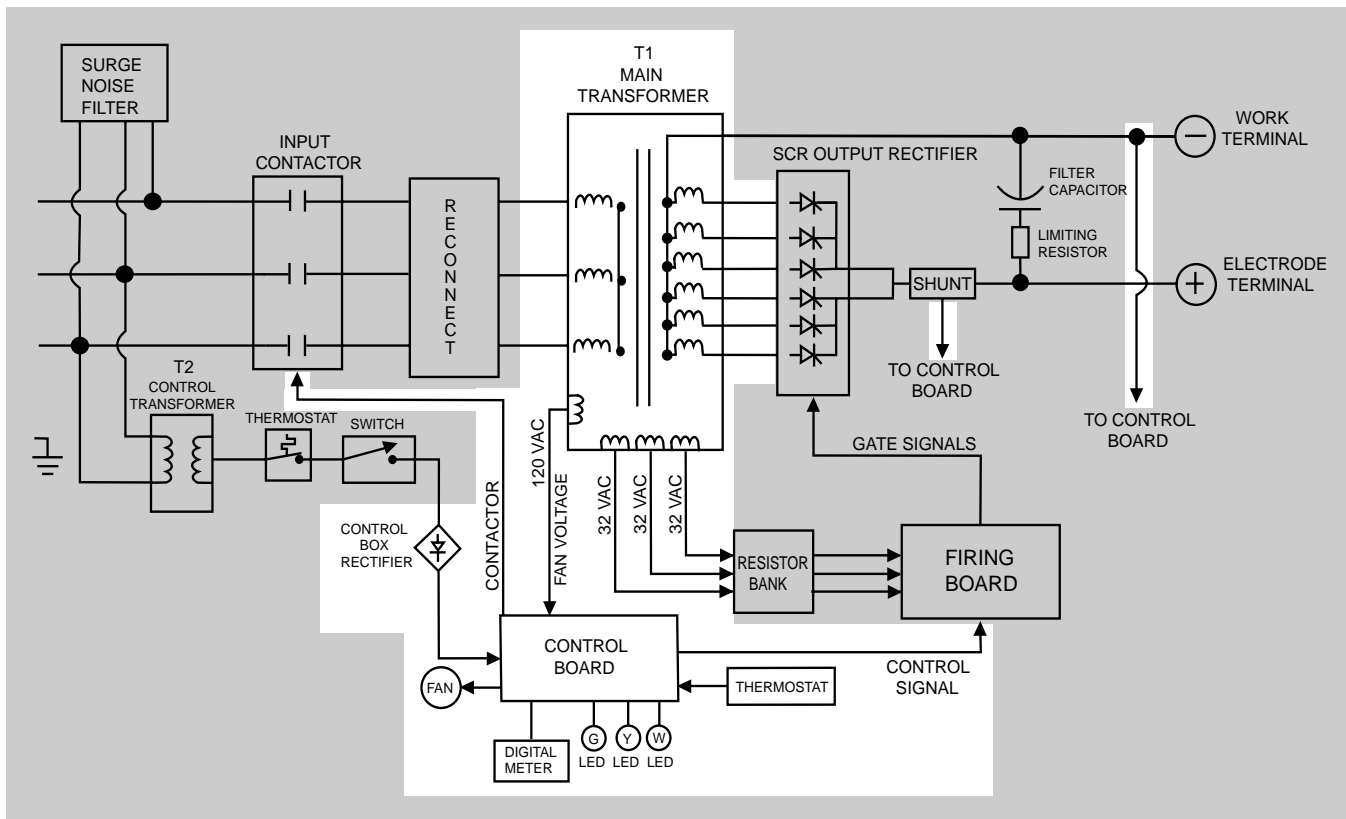 SURGE
NOISE
FILTER
INPUT
CONTACTOR
T1
MAIN
TRANSFORMER
SCR OUTPUT RECTIFIER
WORK
TERMINAL
−
FILTER
CAPACITOR
LIMITING
RESISTOR
R
E
C
O
N
N
E
C
T
SHUNT
ELECTRODE
TERMINAL
+
TO CONTROL
BOARD
TO CONTROL
BOARD
T2
CONTROL
TRANSFORMER
THERMOSTAT
SWITCH
GATE SIGNALS
CONTACTOR
120 VAC
FAN VOLTAGE
32 VAC
32 VAC
32 VAC
CONTROL
BOX
RECTIFIER
RESISTOR
BANK
FIRING
BOARD
CONTROL
BOARD
CONTROL
SIGNAL
FAN
THERMOSTAT
DIGITAL
METER
G
Y
W
LED
LED
LED